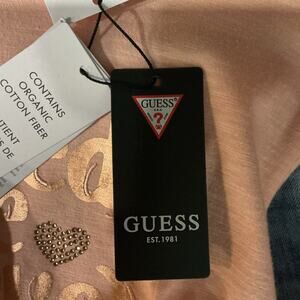 CONTAINS
ORGANIC
COTTON FIBER
GUESS
U.S.A.
?
GUESS
EST.1981